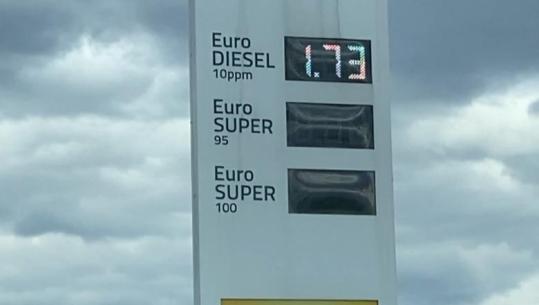 Euro
DIESEL 1.73
10ppm
Euro
SUPER
95
Euro
SUPER
100